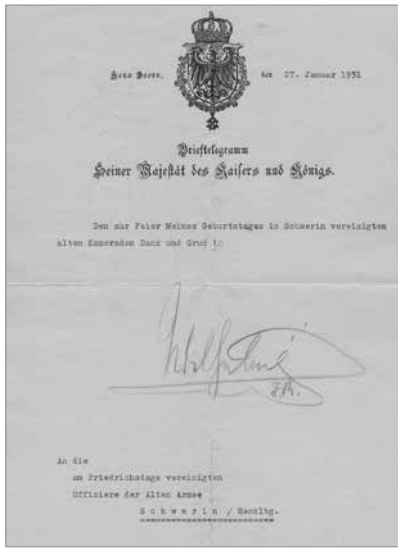 Haus Doorn, den 27. Januar 1931
Brieftelegramm
Seiner Majestät des Kaisers und Königs.
Den zur Feier Meines Geburtstages in Schwerin vereinigten
alten Kameraden Dank und Gruß
Wilhelm
I.R.
An die
am Friedrichstage vereinigten
Offiziere der Alten Armee
Schwerin / Mecklbg.